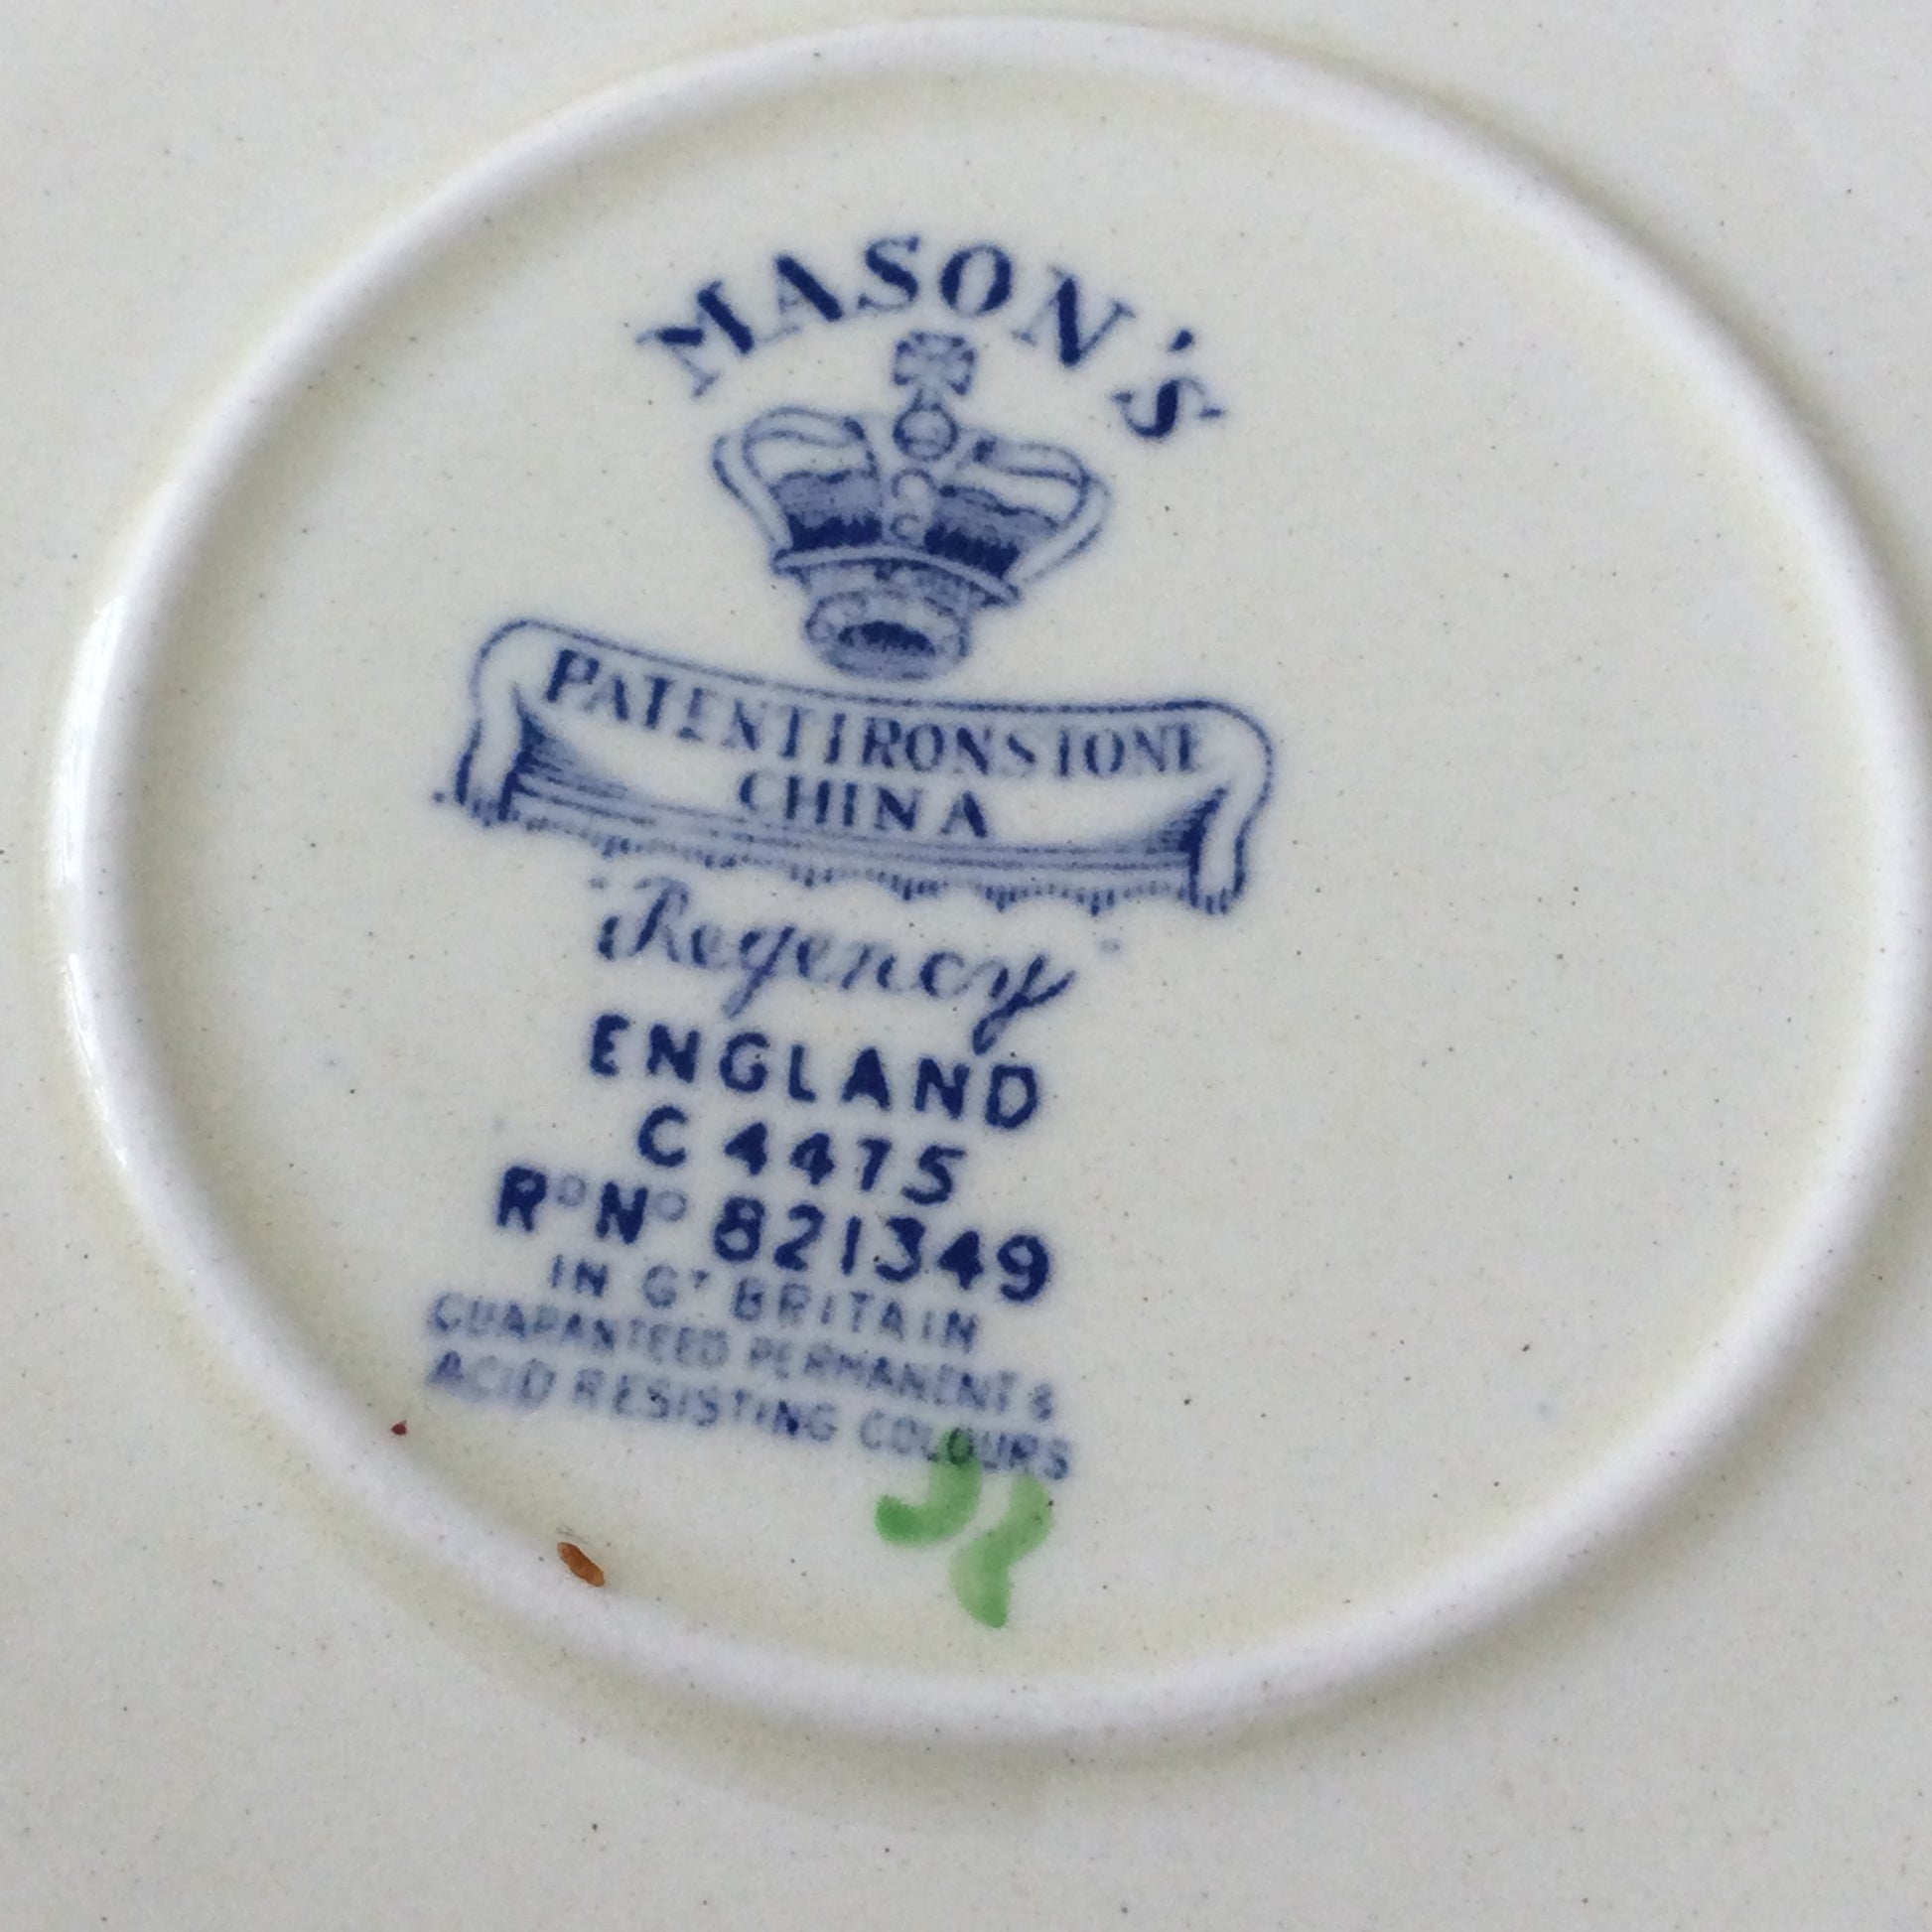 MASON'S
PATENT IRONSTONE
CHINA
"Regency"
ENGLAND
C 4475
RD NO 821349
IN GT BRITAIN
GUARANTEED PERMANENT &
ACID RESISTING COLOURS